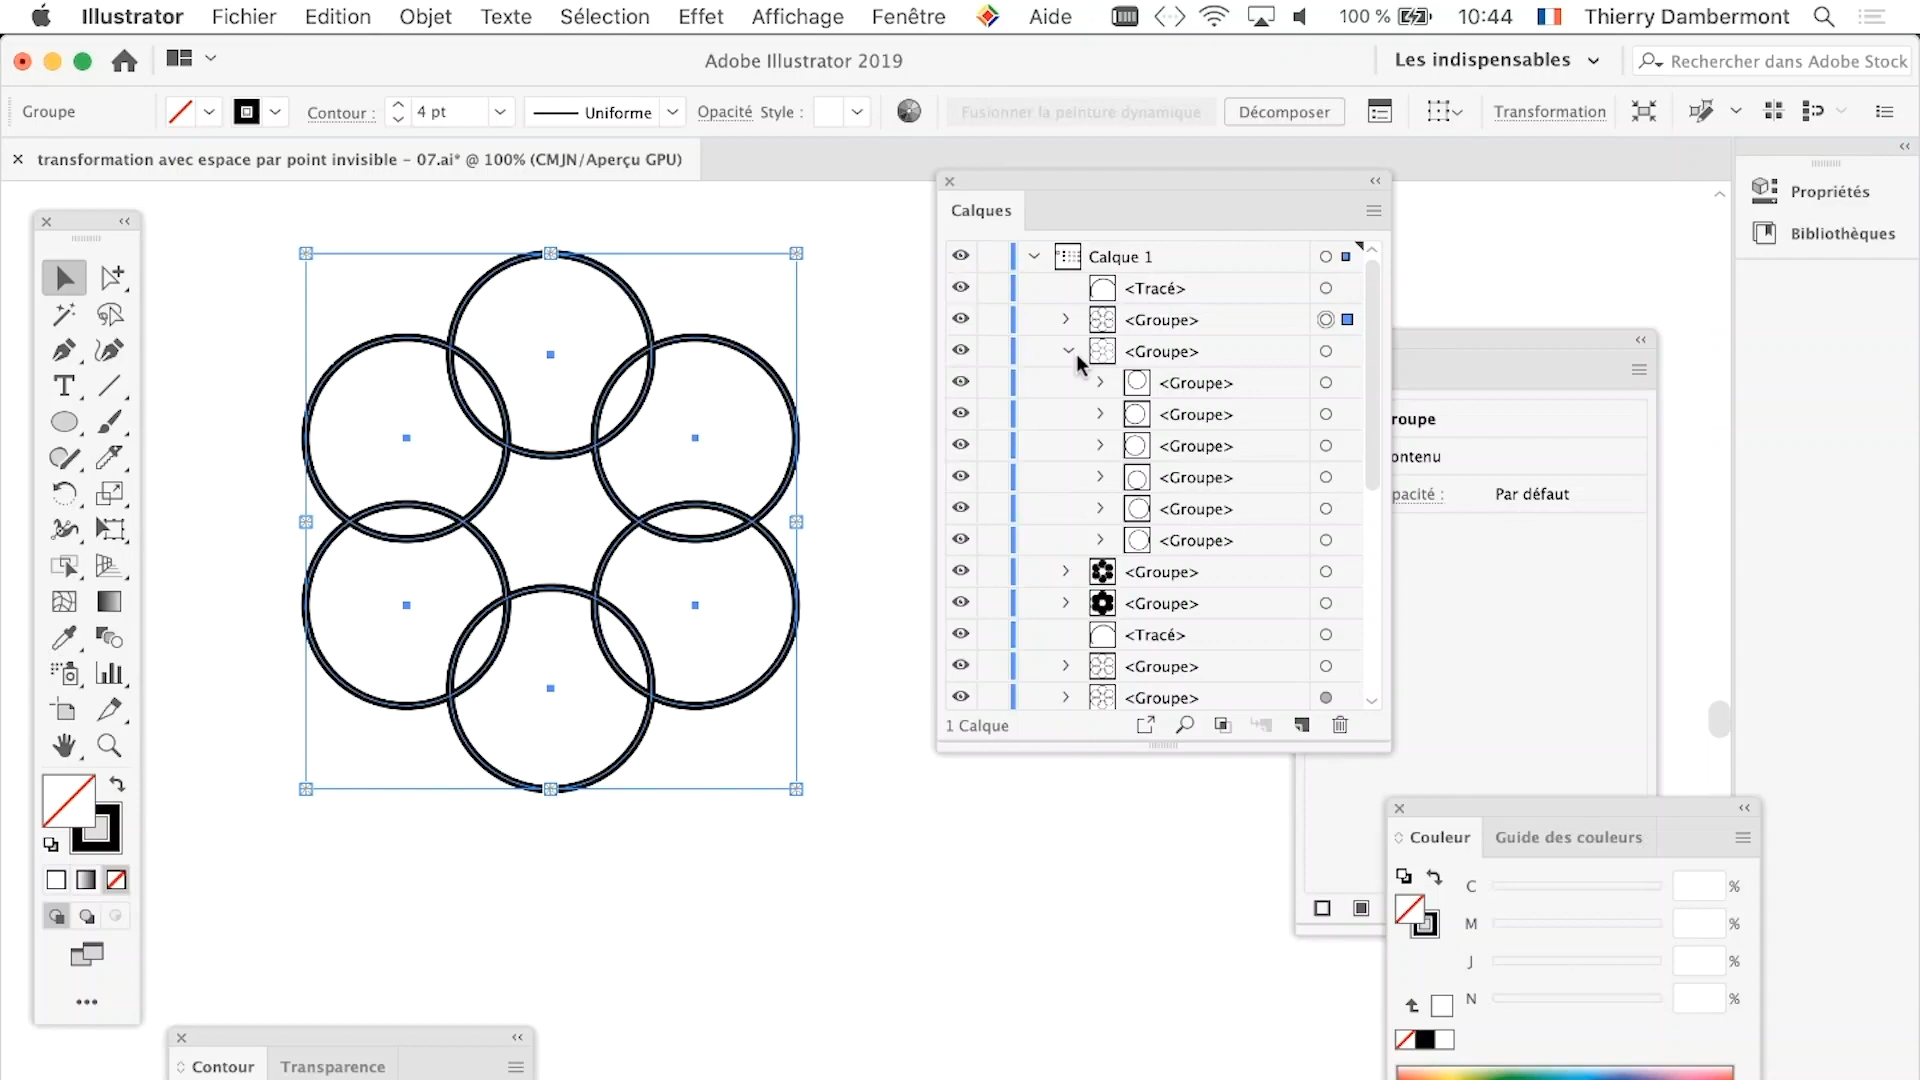 Illustrator Fichier Edition Objet Texte Sélection Effet Affichage Fenêtre Aide 100 % 10:44 Thierry Dambermont
Adobe Illustrator 2019 Les indispensables Rechercher dans Adobe Stock
Groupe Contour : 4 pt Uniforme Opacité Style : Fusionner la peinture dynamique Décomposer Transformation
transformation avec espace par point invisible - 07.ai* @ 100% (CMJN/Aperçu GPU)
Propriétés
Bibliothèques
Calques
Calque 1
<Tracé>
<Groupe>
<Groupe>
<Groupe>
<Groupe>
<Groupe>
<Groupe>
<Groupe>
<Groupe>
<Groupe>
<Groupe>
<Tracé>
<Groupe>
<Groupe>
1 Calque
roupe
ontenu
pacité : Par défaut
Couleur Guide des couleurs
C %
M %
J %
N %
Contour Transparence